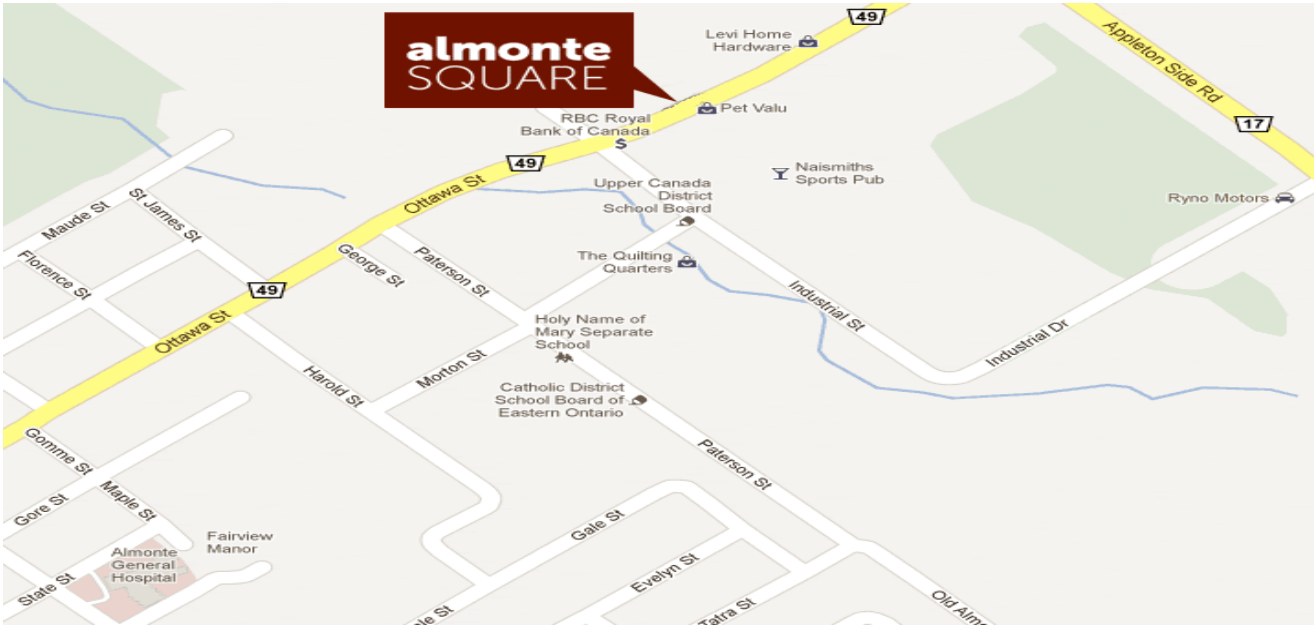 49
Levi Home
Hardware
almonte
SQUARE
Appleton Side Rd
Pet Valu
RBC Royal
Bank of Canada
$
17
49
Naismiths
Sports Pub
Upper Canada
District
School Board
Ottawa St
Ryno Motors
Maude St
St James St
George St
Paterson St
The Quilting
Quarters
Florence St
49
Industrial St
Industrial Dr
Ottawa St
Holy Name of
Mary Separate
School
Morton St
Harold St
Catholic District
School Board of
Eastern Ontario
Gomme St
Paterson St
Maple St
Gore St
Gale St
Fairview
Manor
Almonte
General
Hospital
Evelyn St
State St
Old Almo
le St
Tatra St